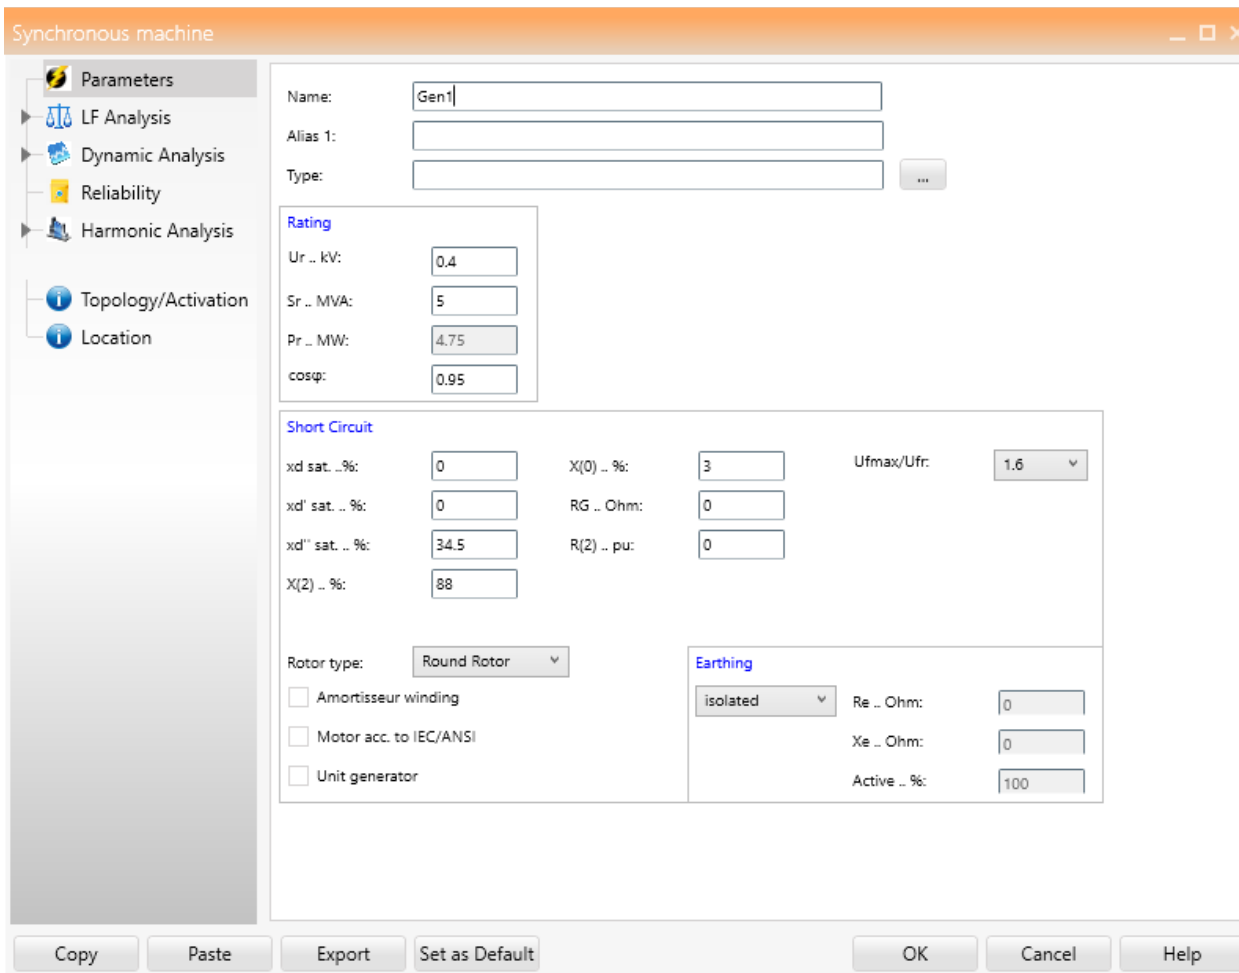 Synchronous machine
Parameters
LF Analysis
Dynamic Analysis
Reliability
Harmonic Analysis
Topology/Activation
Location
Name: Gen1
Alias 1:
Type: ...
Rating
Ur .. kV: 0.4
Sr .. MVA: 5
Pr .. MW: 4.75
cosφ: 0.95
Short Circuit
xd sat. ..%: 0 X(0) .. %: 3 Ufmax/Ufr: 1.6
xd' sat. .. %: 0 RG .. Ohm: 0
xd'' sat. .. %: 34.5 R(2) .. pu: 0
X(2) .. %: 88
Rotor type: Round Rotor
Amortisseur winding
Motor acc. to IEC/ANSI
Unit generator
Earthing
isolated Re .. Ohm: 0
Xe .. Ohm: 0
Active .. %: 100
Copy Paste Export Set as Default OK Cancel Help